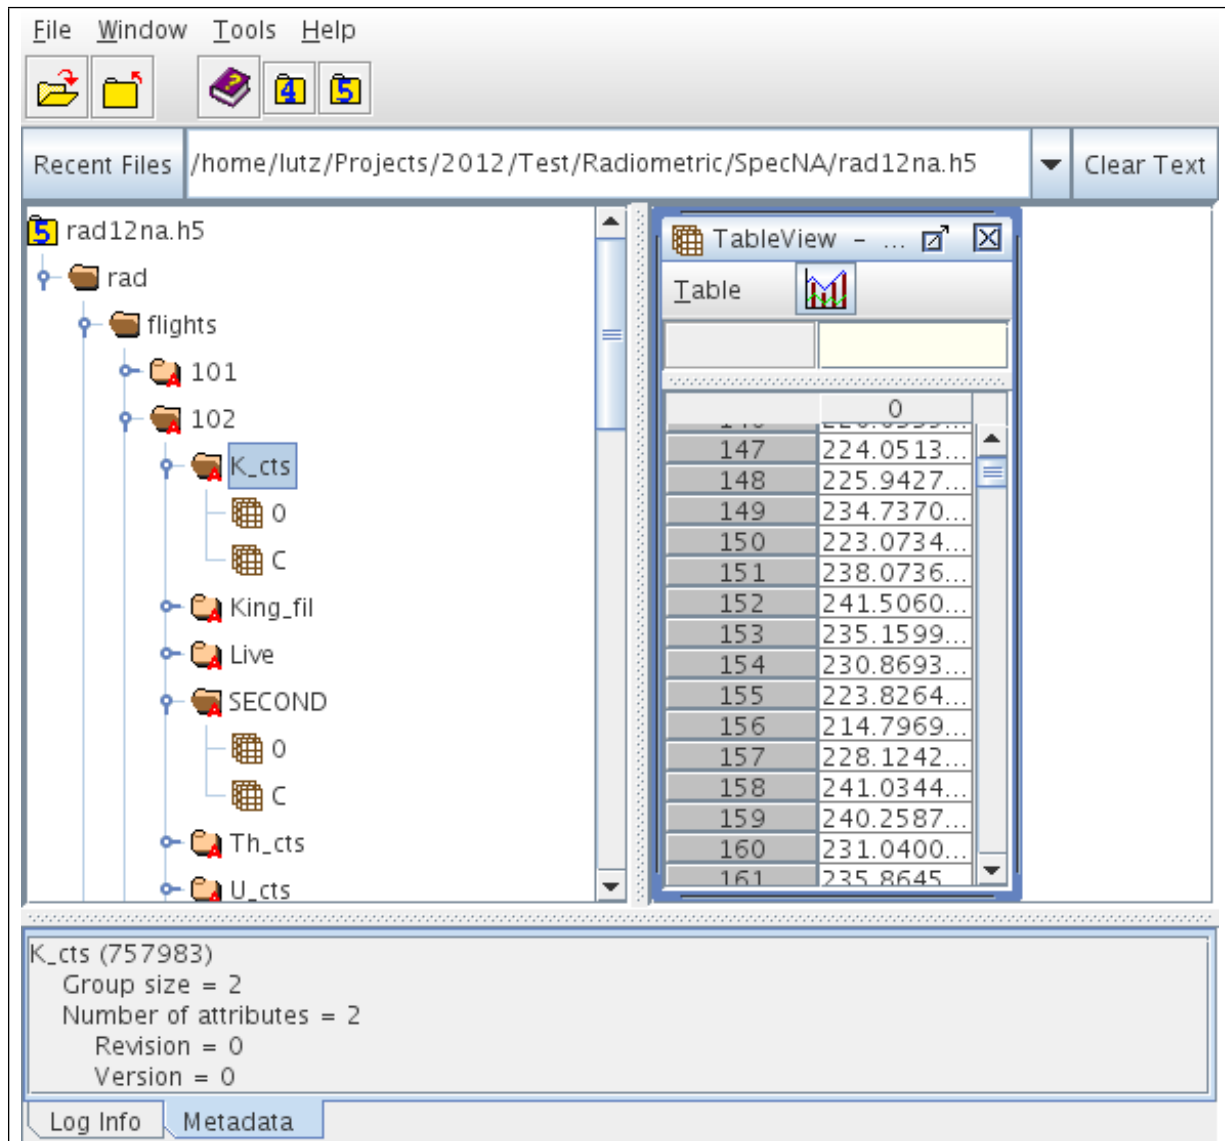 File Window Tools Help
4 5
Recent Files /home/lutz/Projects/2012/Test/Radiometric/SpecNA/rad12na.h5 Clear Text
5 rad12na.h5
rad
flights
101
102
K_cts
0
C
King_fil
Live
SECOND
0
C
Th_cts
U_cts
TableView - ...
Table
0
147 224.0513...
148 225.9427...
149 234.7370...
150 223.0734...
151 238.0736...
152 241.5060...
153 235.1599...
154 230.8693...
155 223.8264...
156 214.7969...
157 228.1242...
158 241.0344...
159 240.2587...
160 231.0400...
161 235.8645
K_cts (757983)
Group size = 2
Number of attributes = 2
Revision = 0
Version = 0
Log Info Metadata